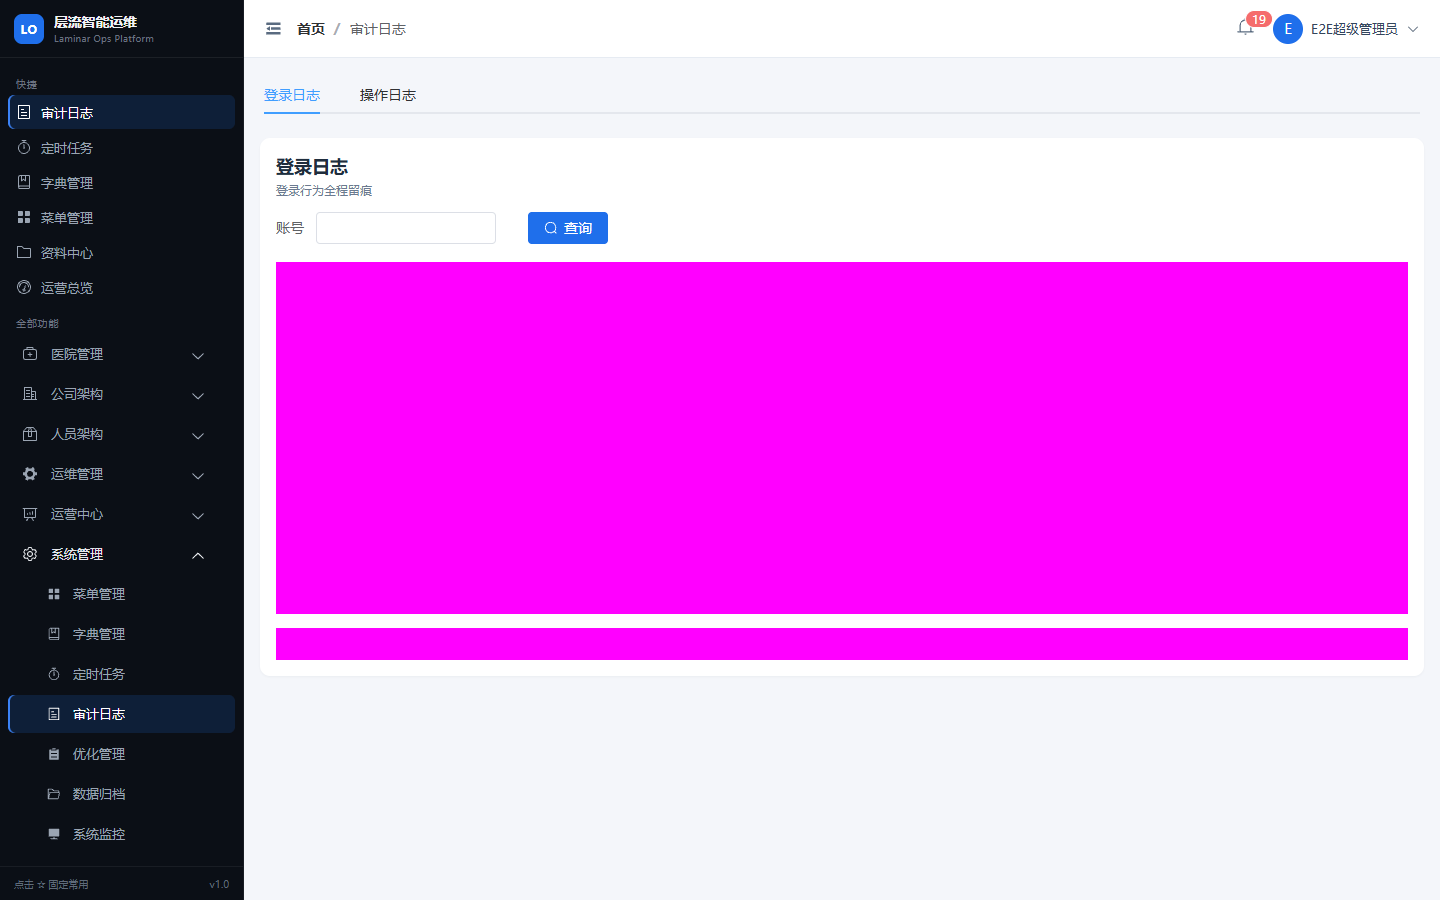 LO
层流智能运维
Laminar Ops Platform
快捷
审计日志
定时任务
字典管理
菜单管理
资料中心
运营总览
全部功能
医院管理
公司架构
人员架构
运维管理
运营中心
系统管理
菜单管理
字典管理
定时任务
审计日志
优化管理
数据归档
系统监控
点击 ☆ 固定常用 v1.0
首页 / 审计日志
19
E
E2E超级管理员
登录日志 操作日志
登录日志
登录行为全程留痕
账号
查询